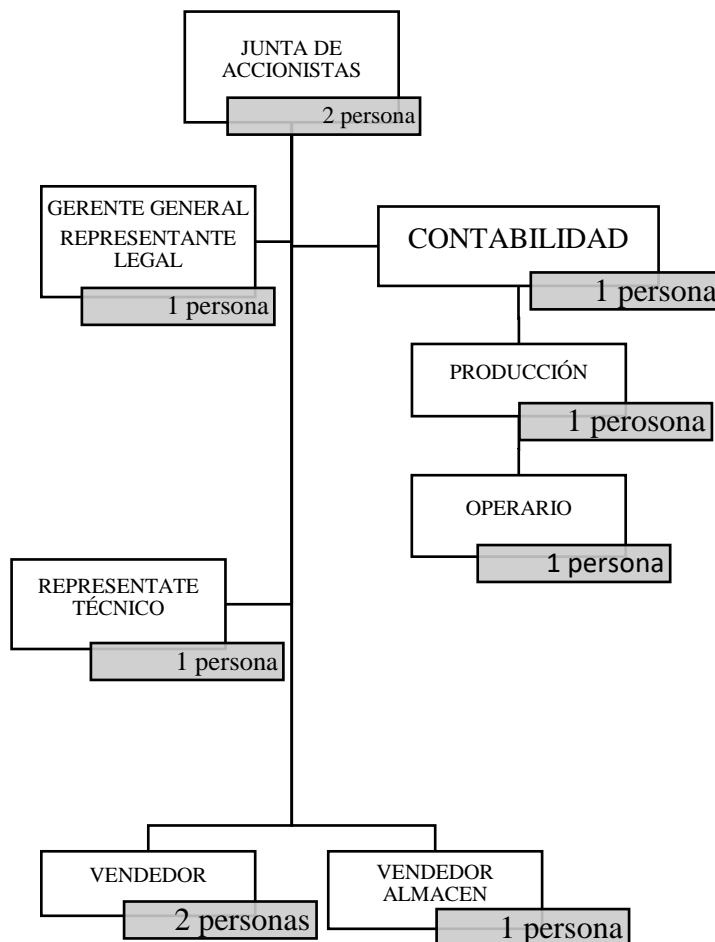 JUNTA DE
ACCIONISTAS
2 persona
GERENTE GENERAL
REPRESENTANTE
LEGAL
1 persona
CONTABILIDAD
1 persona
PRODUCCIÓN
1 perosona
OPERARIO
1 persona
REPRESENTATE
TÉCNICO
1 persona
VENDEDOR
2 personas
VENDEDOR
ALMACEN
1 persona